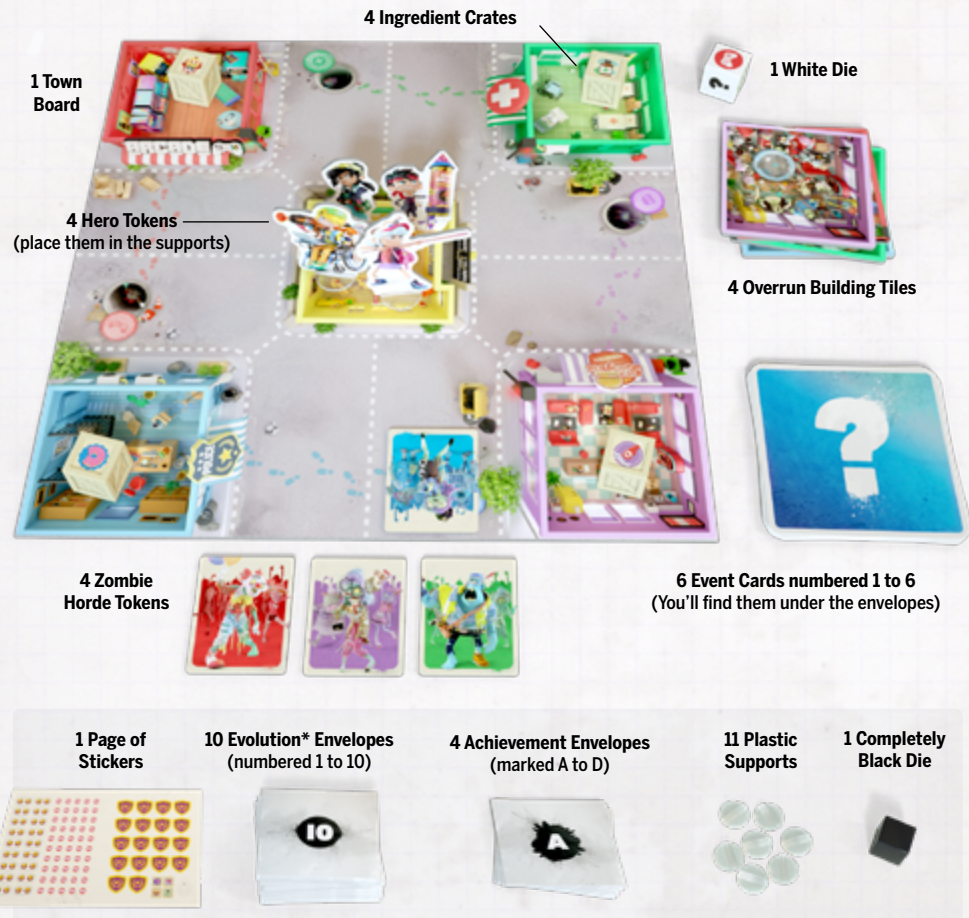 4 Ingredient Crates
1 Town
Board
1 White Die
?
ARCADE
4 Hero Tokens
(place them in the supports)
4 Overrun Building Tiles
POLICE
?
4 Zombie
Horde Tokens
6 Event Cards numbered 1 to 6
(You’ll find them under the envelopes)
1 Page of
Stickers
10 Evolution* Envelopes
(numbered 1 to 10)
4 Achievement Envelopes
(marked A to D)
11 Plastic
Supports
1 Completely
Black Die
10
A